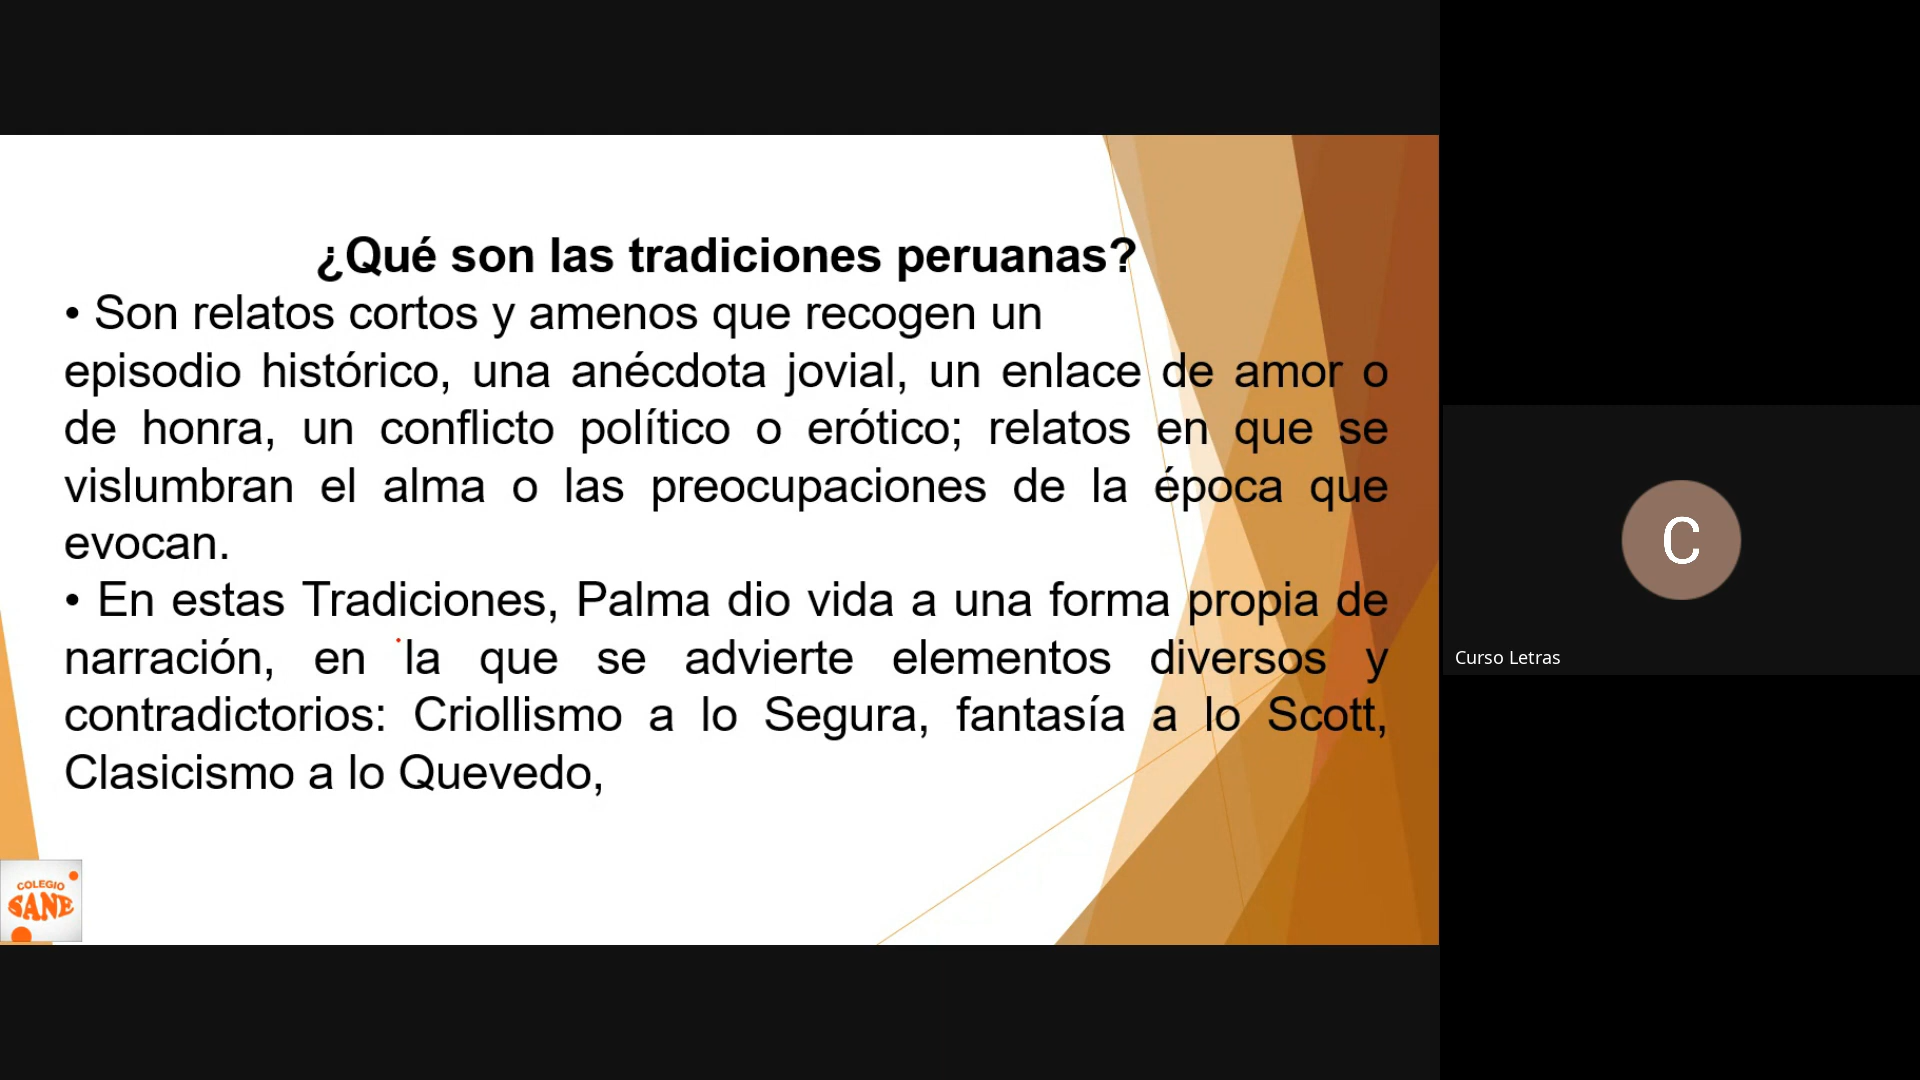 ¿Qué son las tradiciones peruanas?
• Son relatos cortos y amenos que recogen un
episodio histórico, una anécdota jovial, un enlace de amor o
de honra, un conflicto político o erótico; relatos en que se
vislumbran el alma o las preocupaciones de la época que
evocan.
• En estas Tradiciones, Palma dio vida a una forma propia de
narración, en la que se advierte elementos diversos y
contradictorios: Criollismo a lo Segura, fantasía a lo Scott,
Clasicismo a lo Quevedo,
COLEGIO
SANE
C
Curso Letras